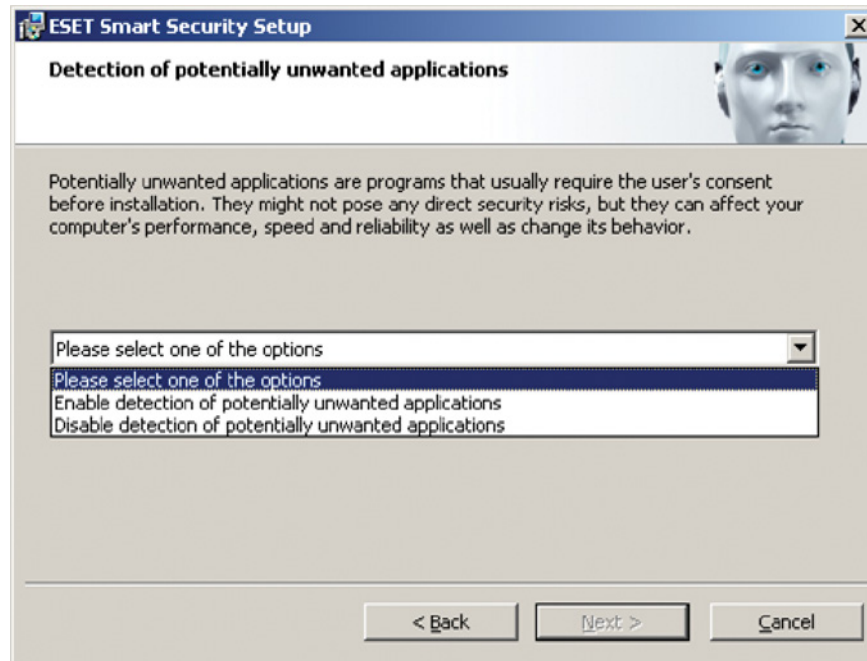 ESET Smart Security Setup
Detection of potentially unwanted applications
Potentially unwanted applications are programs that usually require the user's consent
before installation. They might not pose any direct security risks, but they can affect your
computer's performance, speed and reliability as well as change its behavior.
Please select one of the options
Please select one of the options
Enable detection of potentially unwanted applications
Disable detection of potentially unwanted applications
< Back Next > Cancel